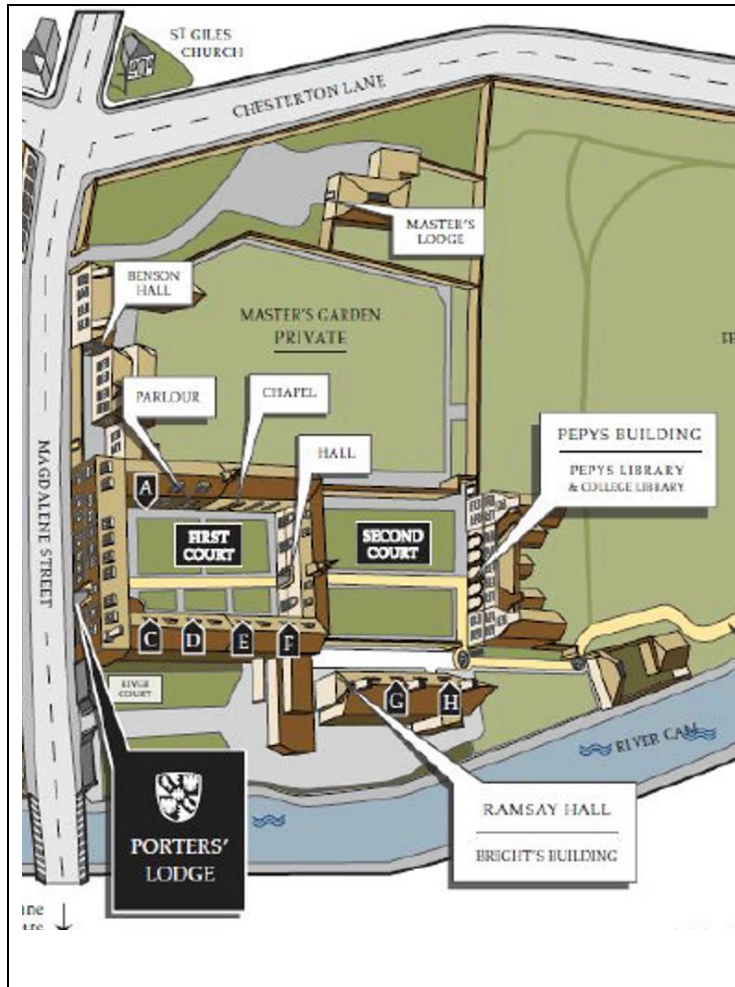 ST GILES
CHURCH
CHESTERTON LANE
MASTER'S
LODGE
BENSON
HALL
MASTER'S GARDEN
PRIVATE
PARLOUR
CHAPEL
HALL
PEPYS BUILDING
PEPYS LIBRARY
& COLLEGE LIBRARY
MAGDALENE STREET
A
FIRST
COURT
SECOND
COURT
C
D
E
F
RIVER
COURT
G
H
RIVER CAM
PORTERS'
LODGE
RAMSAY HALL
BRIGHT'S BUILDING